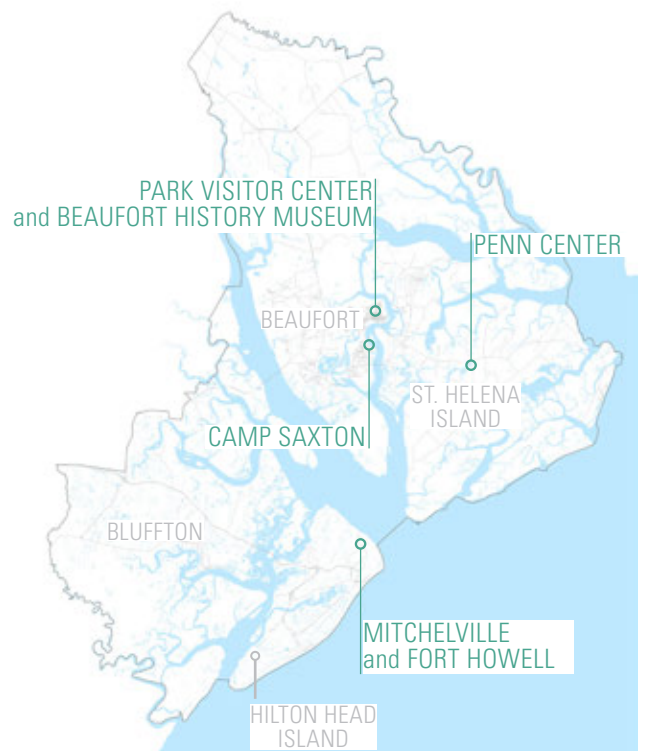 PARK VISITOR CENTER
and BEAUFORT HISTORY MUSEUM
PENN CENTER
BEAUFORT
ST. HELENA
ISLAND
CAMP SAXTON
BLUFFTON
MITCHELVILLE
and FORT HOWELL
HILTON HEAD
ISLAND